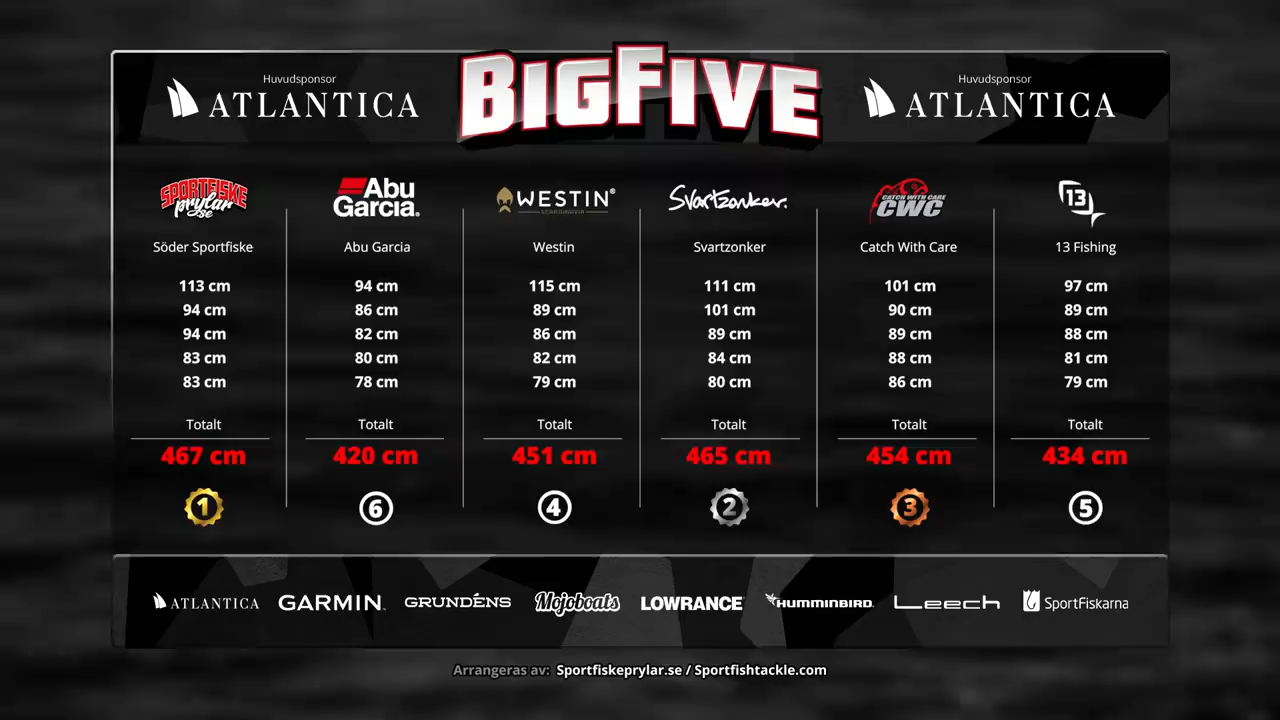 Huvudsponsor
ATLANTICA
BIGFIVE
Huvudsponsor
ATLANTICA
SPORTFISKE
prylar
.se
Söder Sportfiske
113 cm
94 cm
94 cm
83 cm
83 cm
Totalt
467 cm
1
Abu
Garcia.
Abu Garcia
94 cm
86 cm
82 cm
80 cm
78 cm
Totalt
420 cm
6
WESTIN®
SCANDINAVIA
Westin
115 cm
89 cm
86 cm
82 cm
79 cm
Totalt
451 cm
4
Svartzonker.
Svartzonker
111 cm
101 cm
89 cm
84 cm
80 cm
Totalt
465 cm
2
CATCH WITH CARE
CWC
Catch With Care
101 cm
90 cm
89 cm
88 cm
86 cm
Totalt
454 cm
3
13
13 Fishing
97 cm
89 cm
88 cm
81 cm
79 cm
Totalt
434 cm
5
ATLANTICA GARMIN GRUNDÉNS Mojoboats LOWRANCE HUMMINBIRD Leech SportFiskarna
Arrangeras av: Sportfiskeprylar.se / Sportfishtackle.com